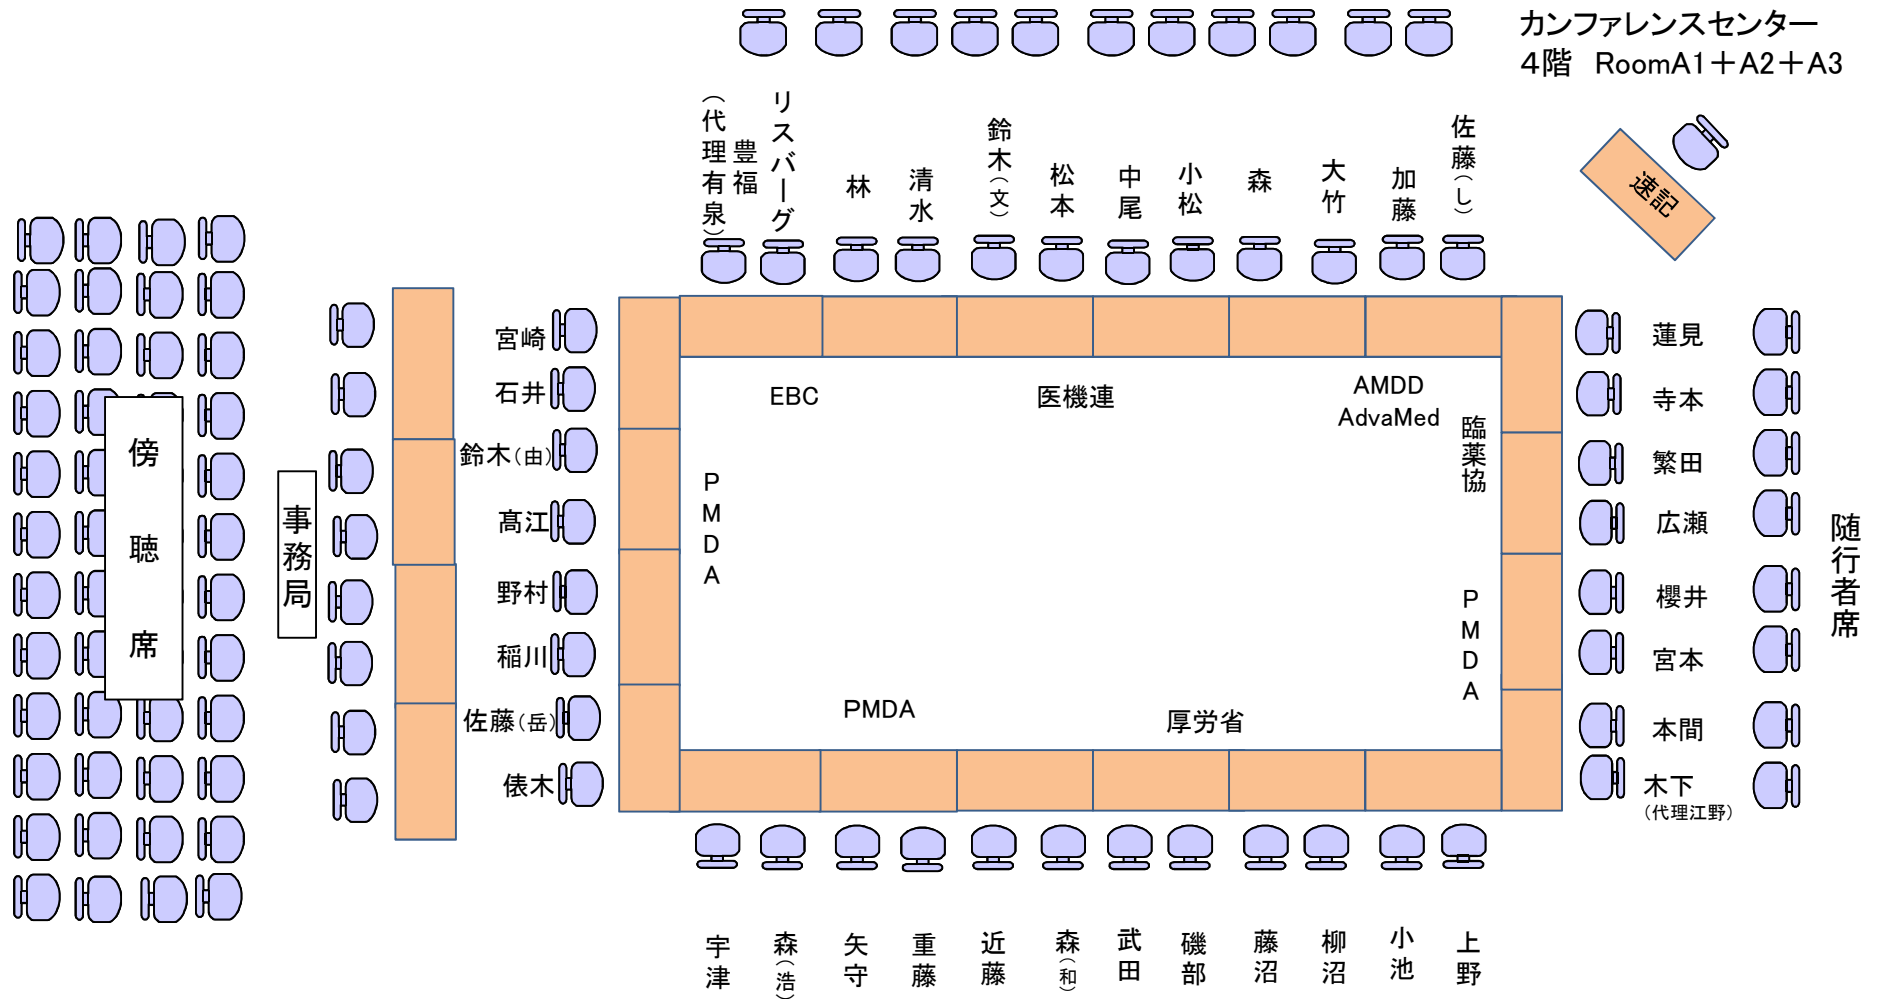 カンファレンスセンター
4階 RoomA1＋A2＋A3
速記
（代理有泉）
豊福
リスバーグ
林
清水
鈴木（文）
松本
中尾
小松
森
大竹
加藤
佐藤（し）
宮崎
石井
鈴木（由）
髙江
野村
稲川
佐藤（岳）
俵木
EBC
医機連
AMDD
AdvaMed
臨薬協
PMDA
PMDA
PMDA
厚労省
蓮見
寺本
繁田
広瀬
櫻井
宮本
本間
木下
（代理江野）
随行者席
傍聴席
事務局
宇津
森（浩）
矢守
重藤
近藤
森（和）
武田
磯部
藤沼
柳沼
小池
上野